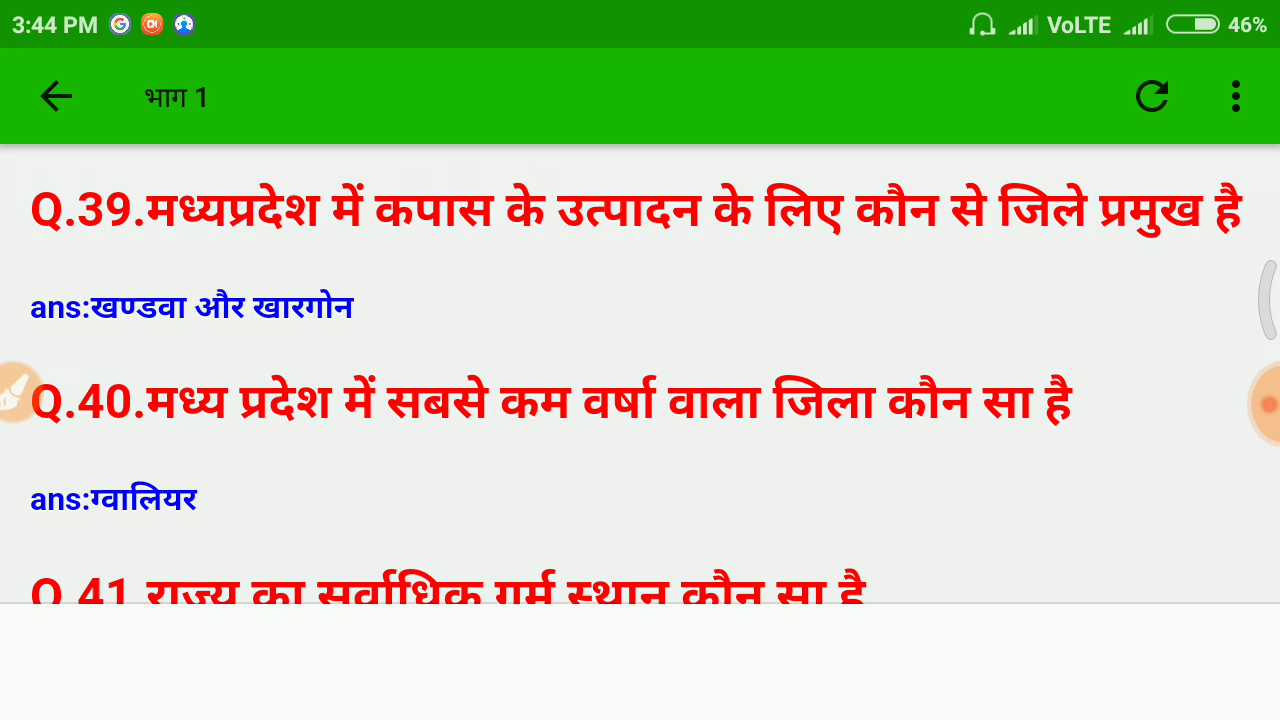 3:44 PM VoLTE 46%
भाग 1
Q.39.मध्यप्रदेश में कपास के उत्पादन के लिए कौन से जिले प्रमुख है
ans:खण्डवा और खारगोन
Q.40.मध्य प्रदेश में सबसे कम वर्षा वाला जिला कौन सा है
ans:ग्वालियर
Q.41.राज्य का सर्वाधिक गर्म स्थान कौन सा है